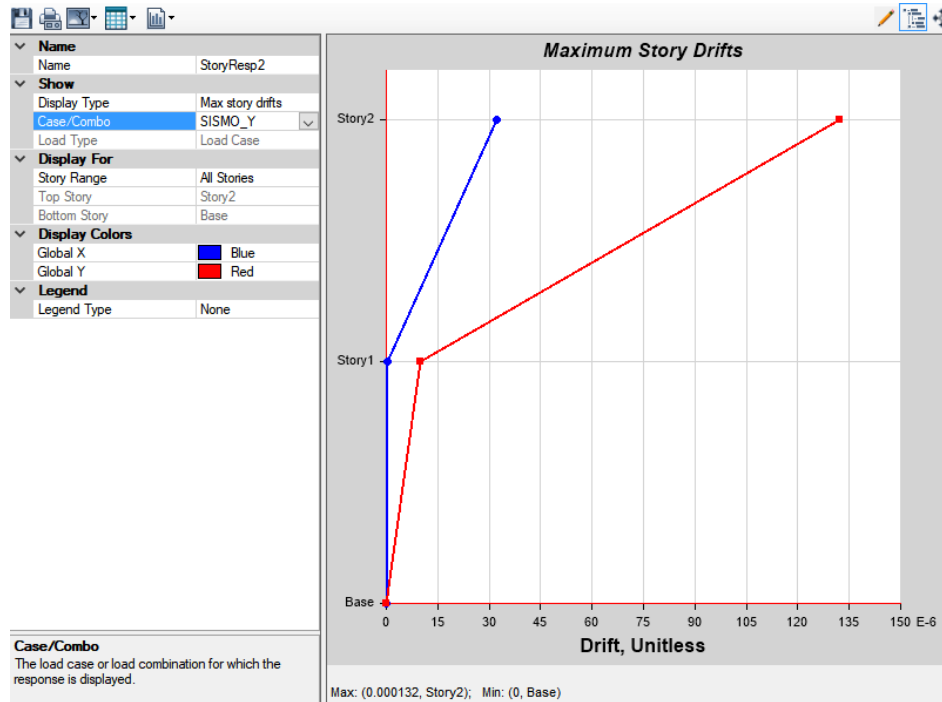 Name
Name StoryResp2
Show
Display Type Max story drifts
Case/Combo SISMO_Y
Load Type Load Case
Display For
Story Range All Stories
Top Story Story2
Bottom Story Base
Display Colors
Global X Blue
Global Y Red
Legend
Legend Type None
Case/Combo
The load case or load combination for which the
response is displayed.
Maximum Story Drifts
Story2
Story1
Base
0 15 30 45 60 75 90 105 120 135 150 E-6
Drift, Unitless
Max: (0.000132, Story2); Min: (0, Base)